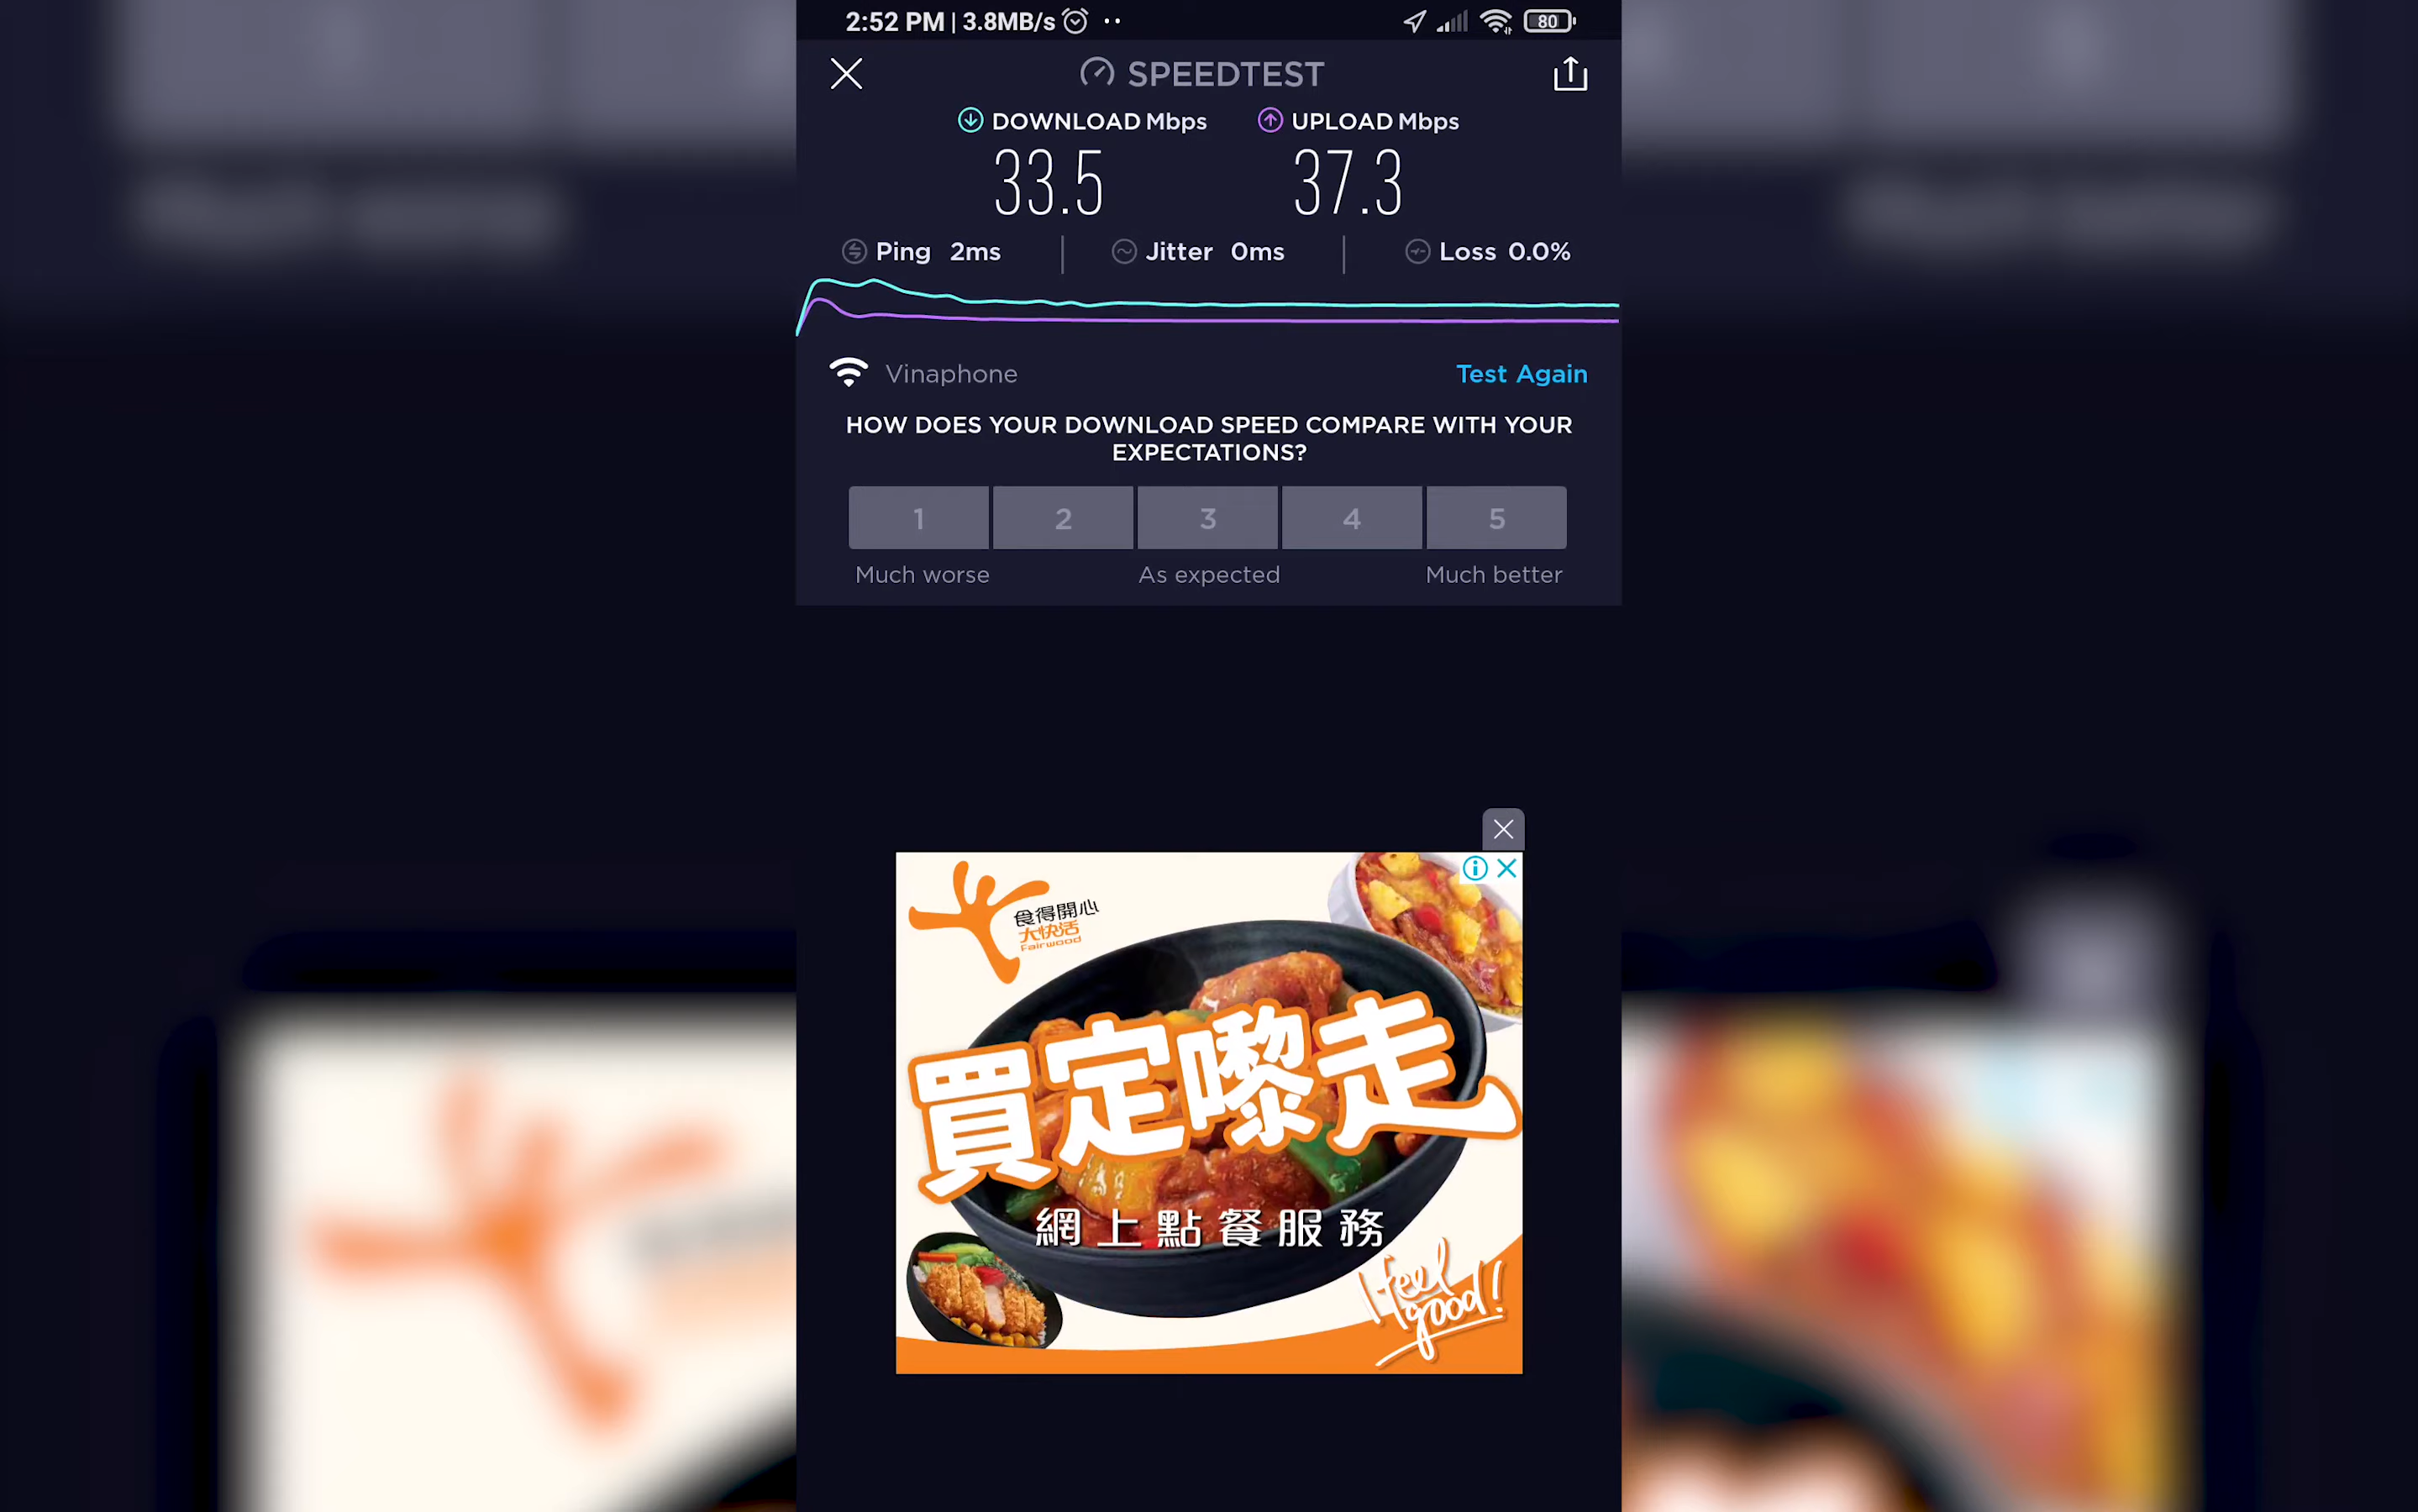 2:52 PM | 3.8MB/s
80
SPEEDTEST
DOWNLOAD Mbps
UPLOAD Mbps
33.5
37.3
Ping 2ms
Jitter 0ms
Loss 0.0%
Vinaphone
Test Again
HOW DOES YOUR DOWNLOAD SPEED COMPARE WITH YOUR
EXPECTATIONS?
1 2 3 4 5
Much worse
As expected
Much better
食得開心
大快活
Fairwood
買定嚟走
網上點餐服務
I feel
good!